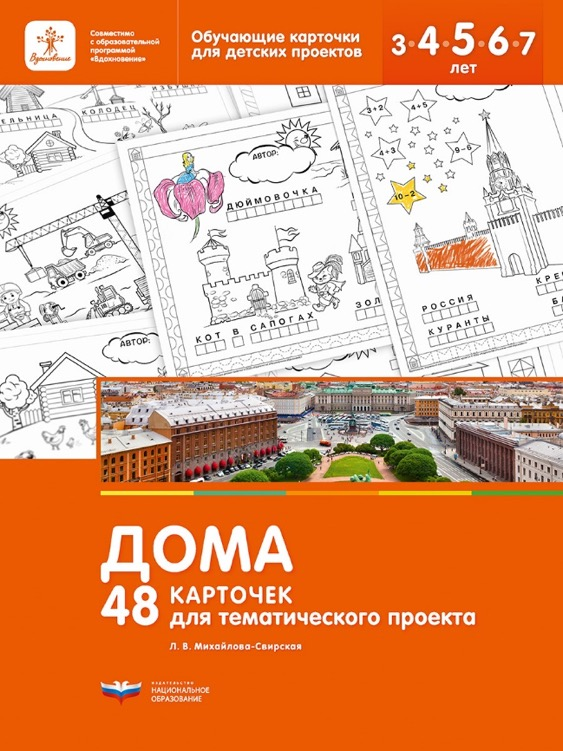 Вдохновение
Совместимо
с образовательной
программой
«Вдохновение»
Обучающие карточки
для детских проектов
3·4·5·6·7
лет
КОЛОДЕЦ
АВТОР:
ДЮЙМОВОЧКА
КОТ В САПОГАХ
ЗОЛ
3+2
4+5
4+3
9-6
10-2
КРЕ
РОССИЯ
КУРАНТЫ
АВТОР:
ДОМА
48 КАРТОЧЕК
для тематического проекта
Л. В. Михайлова-Свирская
ИЗДАТЕЛЬСТВО
НАЦИОНАЛЬНОЕ
ОБРАЗОВАНИЕ